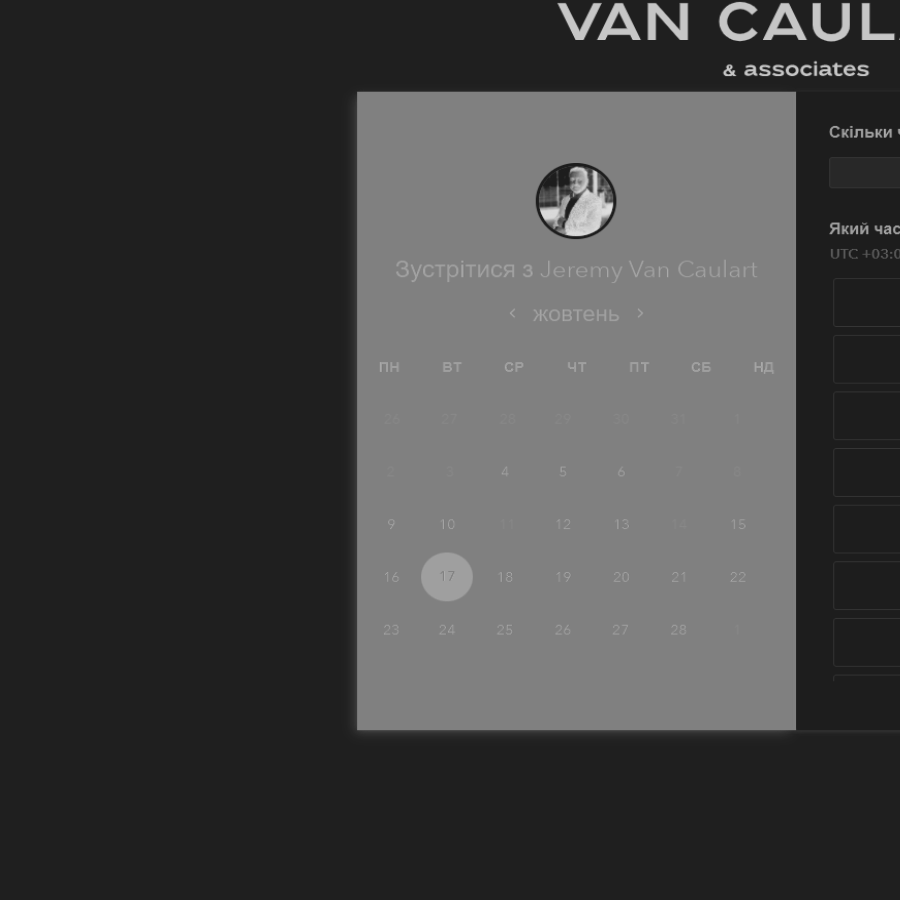 VAN CAUL
& associates
Скільки
Зустрітися з Jeremy Van Caulart
Який час
UTC +03:0
‹ жовтень ›
ПН ВТ СР ЧТ ПТ СБ НД
26 27 28 29 30 31 1
2 3 4 5 6 7 8
9 10 11 12 13 14 15
16 17 18 19 20 21 22
23 24 25 26 27 28 1